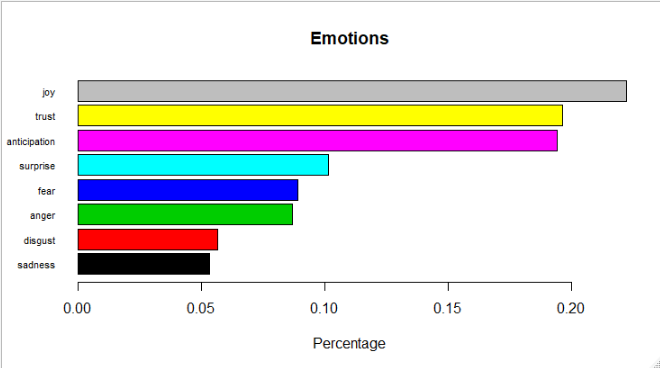 Emotions
joy
trust
anticipation
surprise
fear
anger
disgust
sadness
0.00 0.05 0.10 0.15 0.20
Percentage